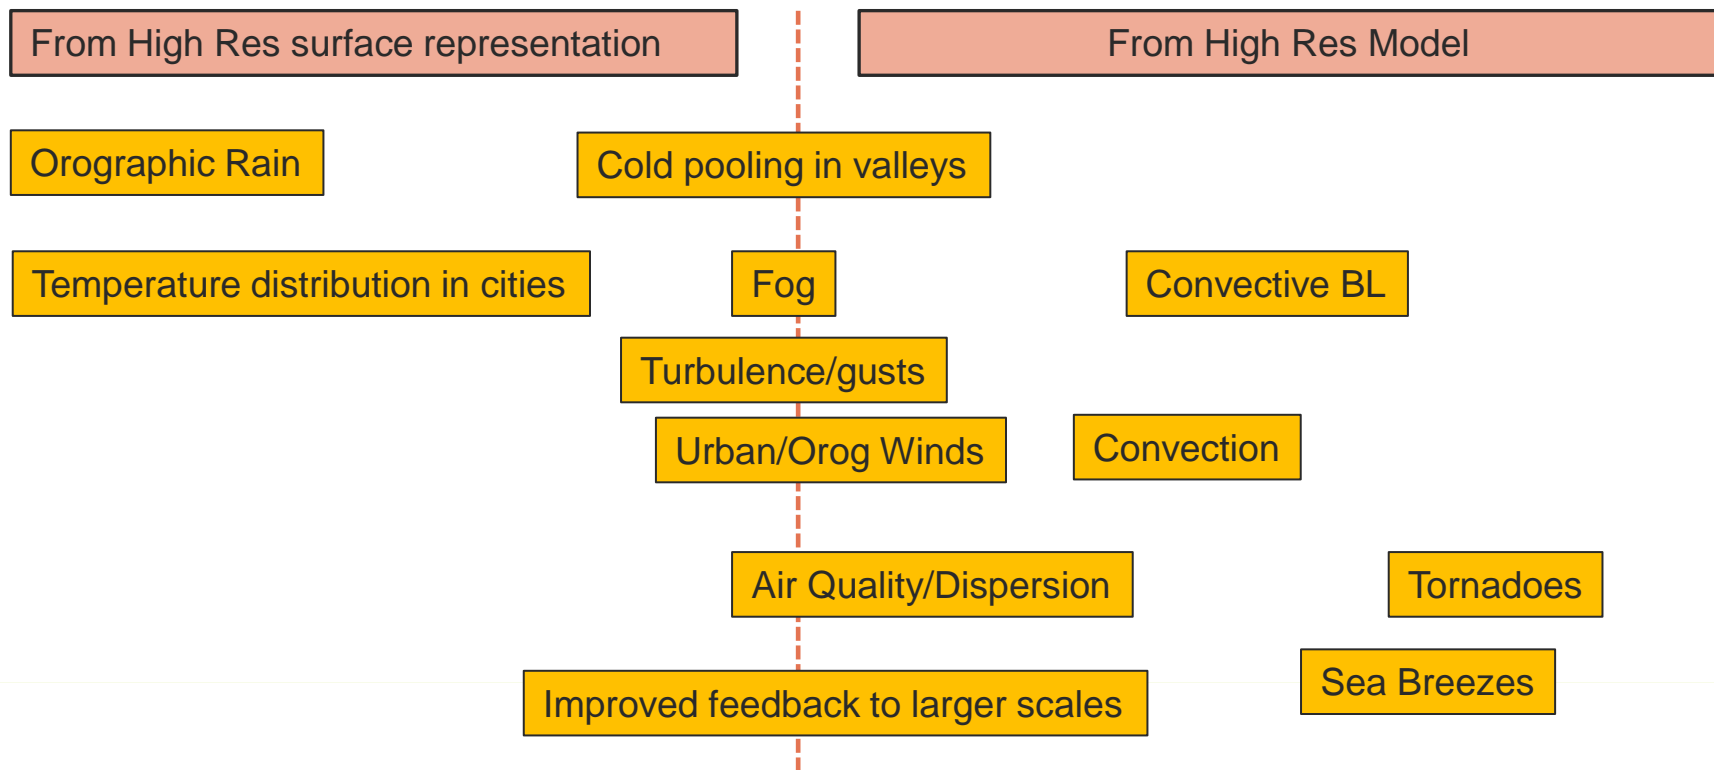 From High Res surface representation
From High Res Model
Orographic Rain
Cold pooling in valleys
Temperature distribution in cities
Fog
Convective BL
Turbulence/gusts
Urban/Orog Winds
Convection
Air Quality/Dispersion
Tornadoes
Sea Breezes
Improved feedback to larger scales